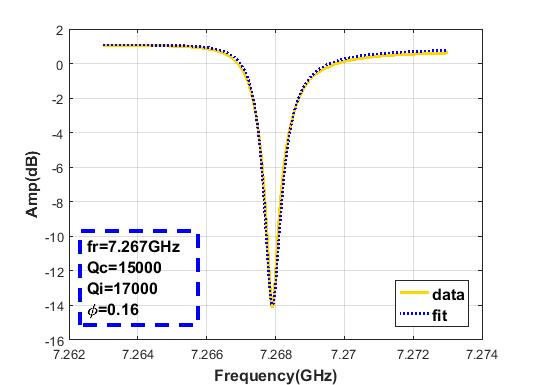 2
0
-2
-4
-6
-8
-10
-12
-14
-16
Amp(dB)
fr=7.267GHz
Qc=15000
Qi=17000
ϕ=0.16
data
fit
7.262 7.264 7.266 7.268 7.27 7.272 7.274
Frequency(GHz)